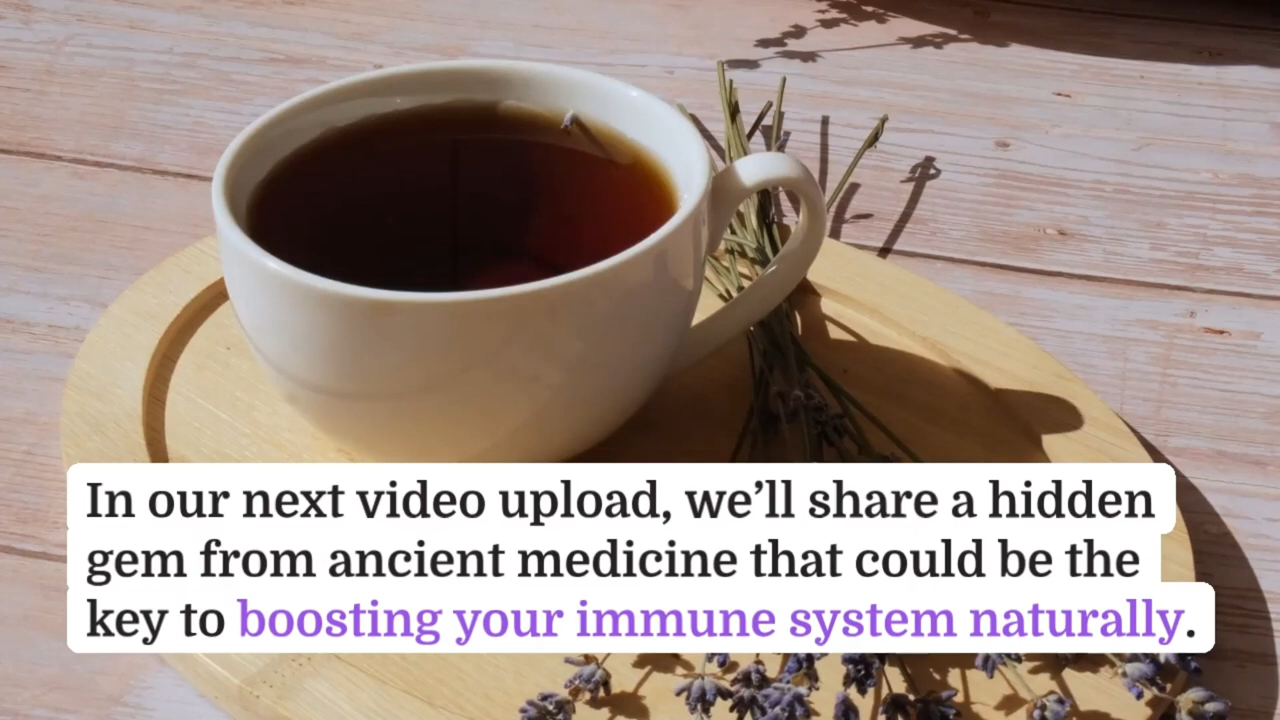 In our next video upload, we’ll share a hidden
gem from ancient medicine that could be the
key to boosting your immune system naturally.